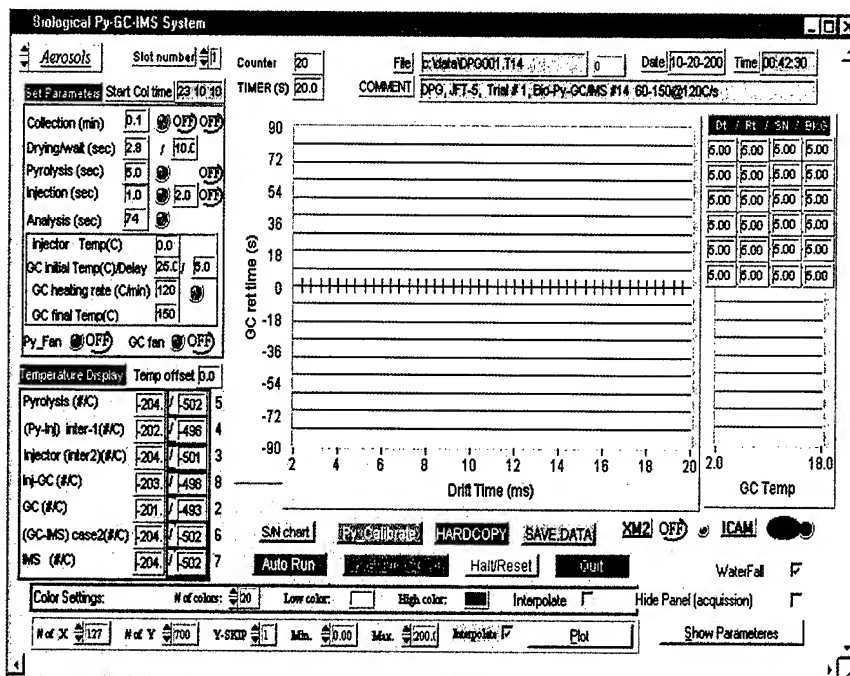 Biological Py-GC-IMS System
Aerosols Slot number 1 Counter 20 File c:\data\DPG001.T14 0 Date 10-20-200 Time 00:42:30
Set Parameters Start Col time 23 10 10 TIMER (S) 20.0 COMMENT DPG, JFT-5, Trial # 1, Bio-Py-GC/IMS #14 60-150@120C/s
Collection (min) 0.1 OFF OFF
Drying/wait (sec) 2.8 / 10.0
Pyrolysis (sec) 5.0 OFF
Injection (sec) 1.0 2.0 OFF
Analysis (sec) 74
Injector Temp(C) 0.0
GC initial Temp(C)/Delay 25.0 / 5.0
GC heating rate (C/min) 120
GC final Temp(C) 150
Py_Fan OFF GC fan OFF
Temperature Display Temp offset 0.0
Pyrolysis (#/C) -204. / -502 5
(Py-Inj) inter-1(#/C) -202. / -496 4
Injector (inter2)(#/C) -204. / -501 3
Inj-GC (#/C) -203. / -498 8
GC (#/C) -201. / -493 2
(GC-IMS) case2(#/C) -204. / -502 6
IMS (#/C) -204. / -502 7
GC ret time (s)
90
72
54
36
18
0
-18
-36
-54
-72
-90
2 4 6 8 10 12 14 16 18 20
Drift Time (ms)
Dt / Rt / SN / BKG
5.00 5.00 5.00 5.00
5.00 5.00 5.00 5.00
5.00 5.00 5.00 5.00
5.00 5.00 5.00 5.00
5.00 5.00 5.00 5.00
5.00 5.00 5.00 5.00
2.0 18.0
GC Temp
S/N chart Py Calibrate HARDCOPY SAVE DATA XM2 OFF ICAM
Auto Run Halt/Reset Quit WaterFall
Color Settings: # of colors: 20 Low color: High color: Interpolate Hide Panel (acquission)
# of X 127 # of Y 700 Y-SKIP 1 Min. 0.00 Max. 200.0 Interpolate Plot Show Parameteres